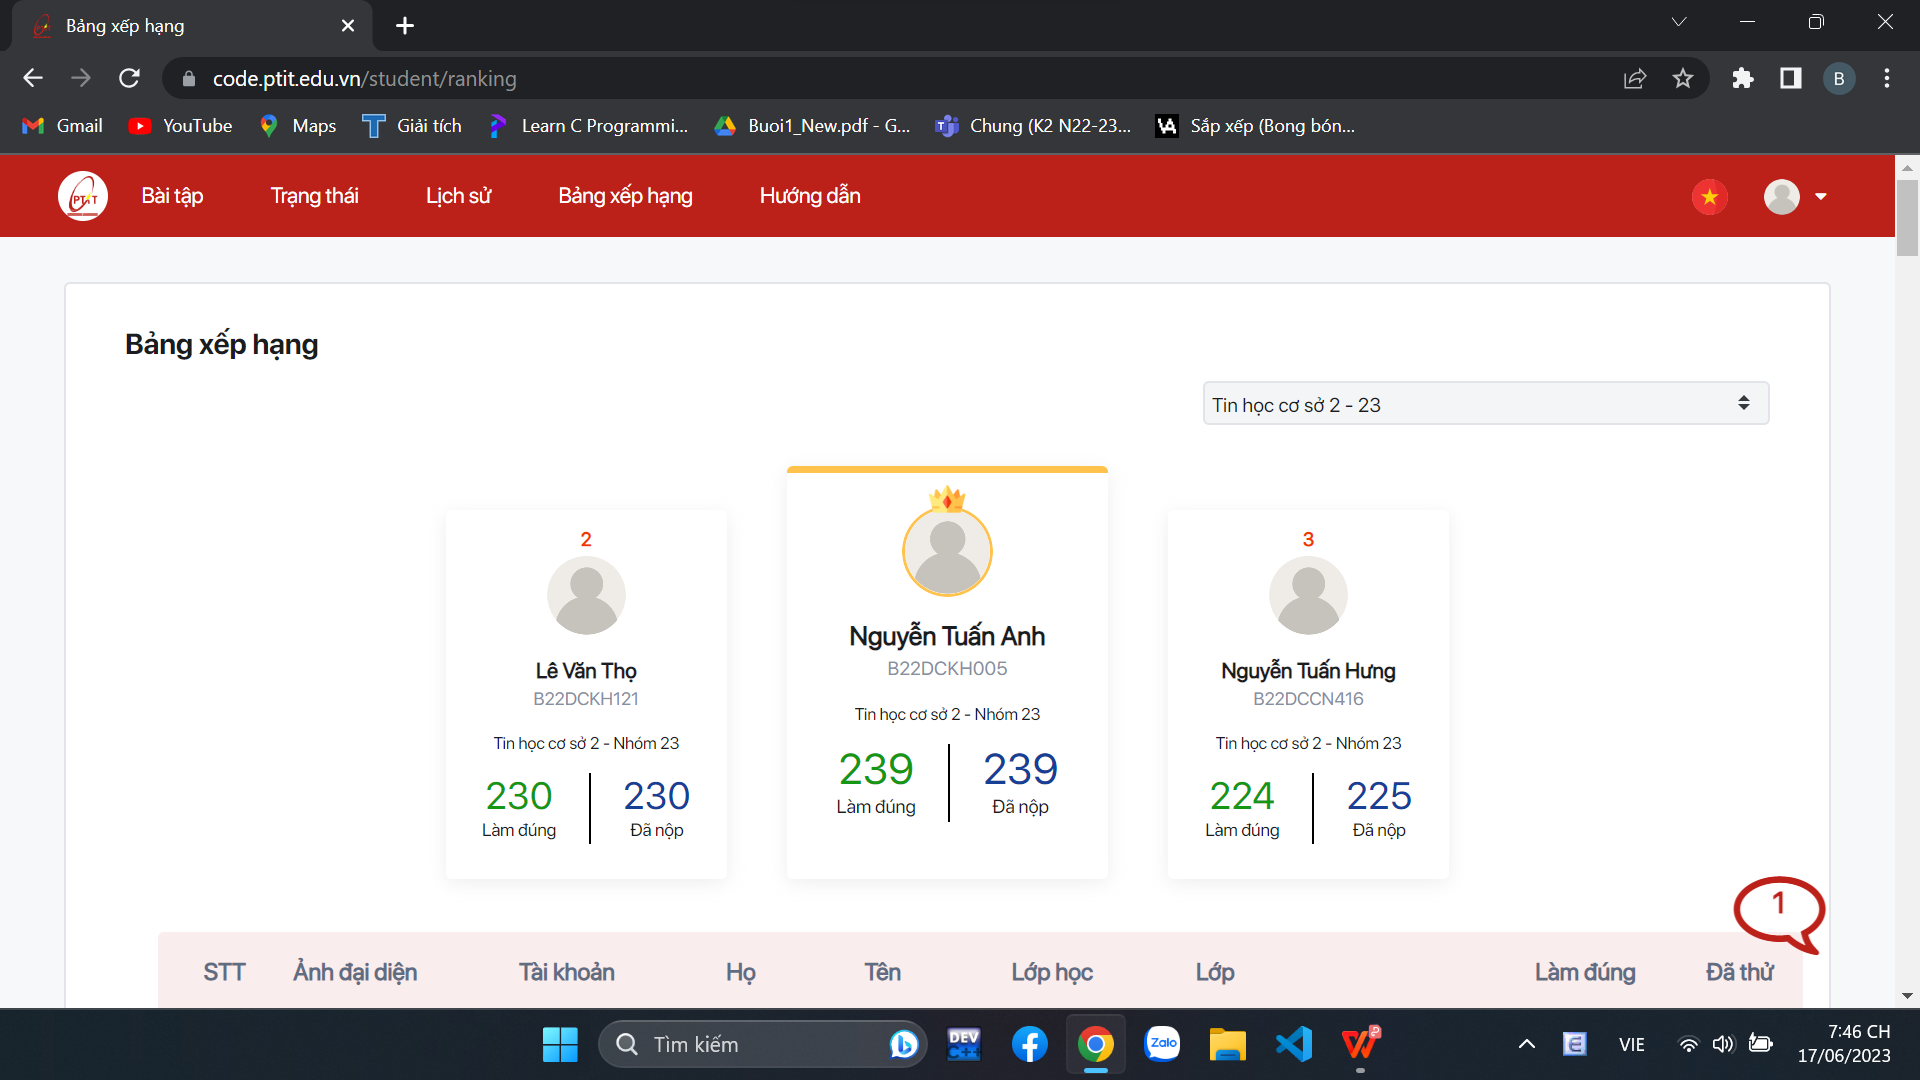 Bảng xếp hạng
code.ptit.edu.vn/student/ranking
B
Gmail
YouTube
Maps
Giải tích
Learn C Programmi...
Buoi1_New.pdf - G...
Chung (K2 N22-23...
Sắp xếp (Bong bón...
PTIT
Bài tập
Trạng thái
Lịch sử
Bảng xếp hạng
Hướng dẫn
Bảng xếp hạng
Tin học cơ sở 2 - 23
2
Lê Văn Thọ
B22DCKH121
Tin học cơ sở 2 - Nhóm 23
230
230
Làm đúng
Đã nộp
Nguyễn Tuấn Anh
B22DCKH005
Tin học cơ sở 2 - Nhóm 23
239
239
Làm đúng
Đã nộp
3
Nguyễn Tuấn Hưng
B22DCCN416
Tin học cơ sở 2 - Nhóm 23
224
225
Làm đúng
Đã nộp
1
STT
Ảnh đại diện
Tài khoản
Họ
Tên
Lớp học
Lớp
Làm đúng
Đã thử
Tìm kiếm
DEV
C++
Zalo
VIE
7:46 CH
17/06/2023